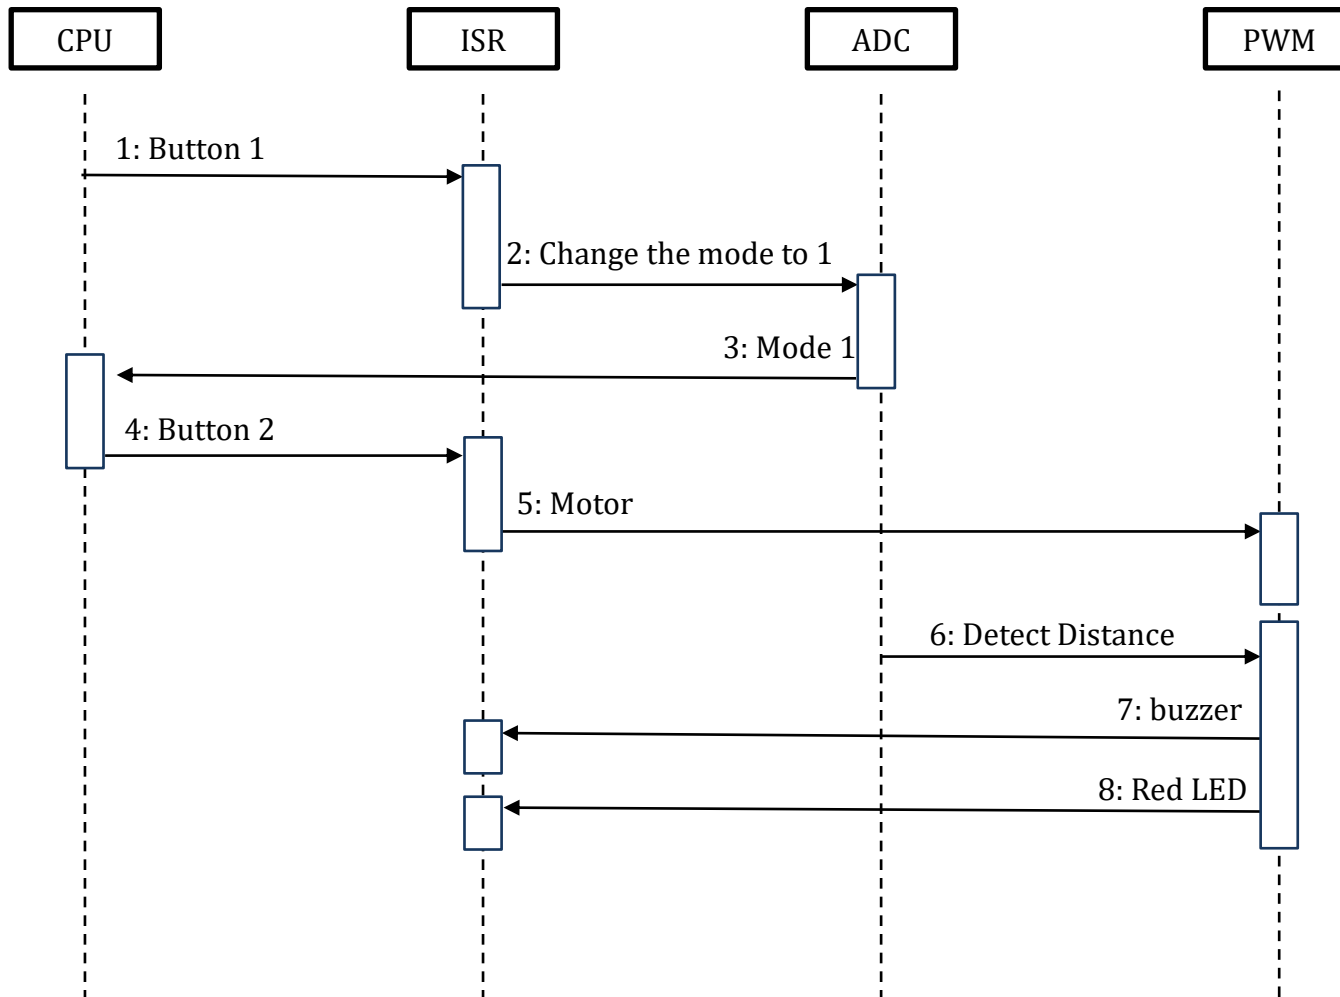 CPU
ISR
ADC
PWM
1: Button 1
2: Change the mode to 1
3: Mode 1
4: Button 2
5: Motor
6: Detect Distance
7: buzzer
8: Red LED